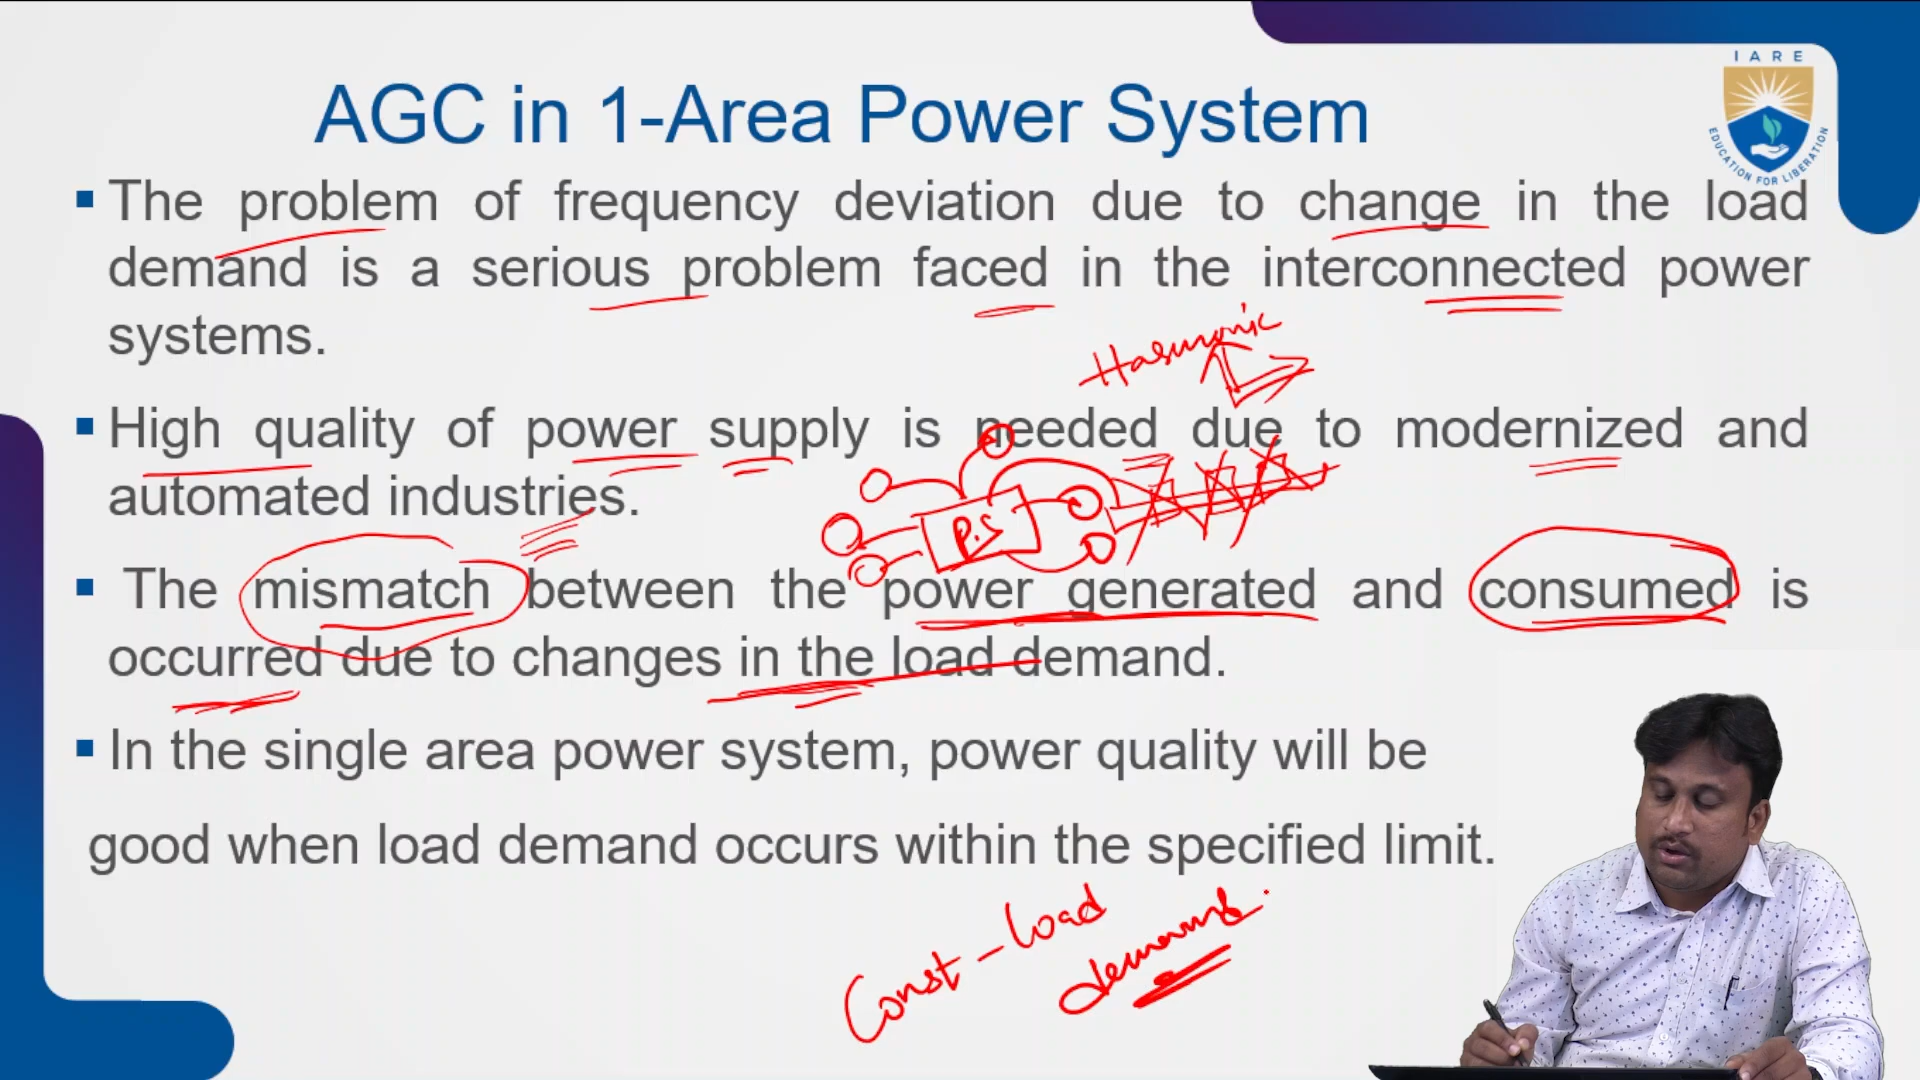 IARE
EDUCATION FOR LIBERATION
AGC in 1-Area Power System
▪ The problem of frequency deviation due to change in the load
demand is a serious problem faced in the interconnected power
systems.
Harmonic
▪ High quality of power supply is needed due to modernized and
automated industries.
P.S
▪ The mismatch between the power generated and consumed is
occurred due to changes in the load demand.
▪ In the single area power system, power quality will be
good when load demand occurs within the specified limit.
Const - load
demand.